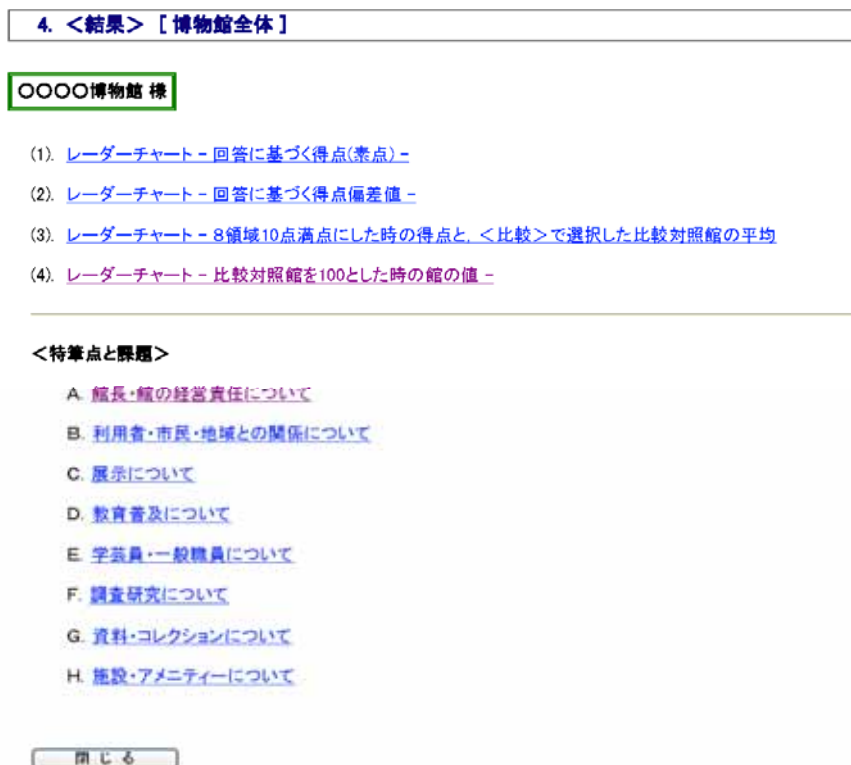 4. ＜結果＞ [ 博物館全体 ]
〇〇〇〇博物館 様
(1). レーダーチャート - 回答に基づく得点(素点) -
(2). レーダーチャート - 回答に基づく得点偏差値 -
(3). レーダーチャート - 8領域10点満点にした時の得点と, ＜比較＞で選択した比較対照館の平均
(4). レーダーチャート - 比較対照館を100とした時の館の値 -
＜特筆点と課題＞
A. 館長・館の経営責任について
B. 利用者・市民・地域との関係について
C. 展示について
D. 教育普及について
E. 学芸員・一般職員について
F. 調査研究について
G. 資料・コレクションについて
H. 施設・アメニティーについて
閉じる